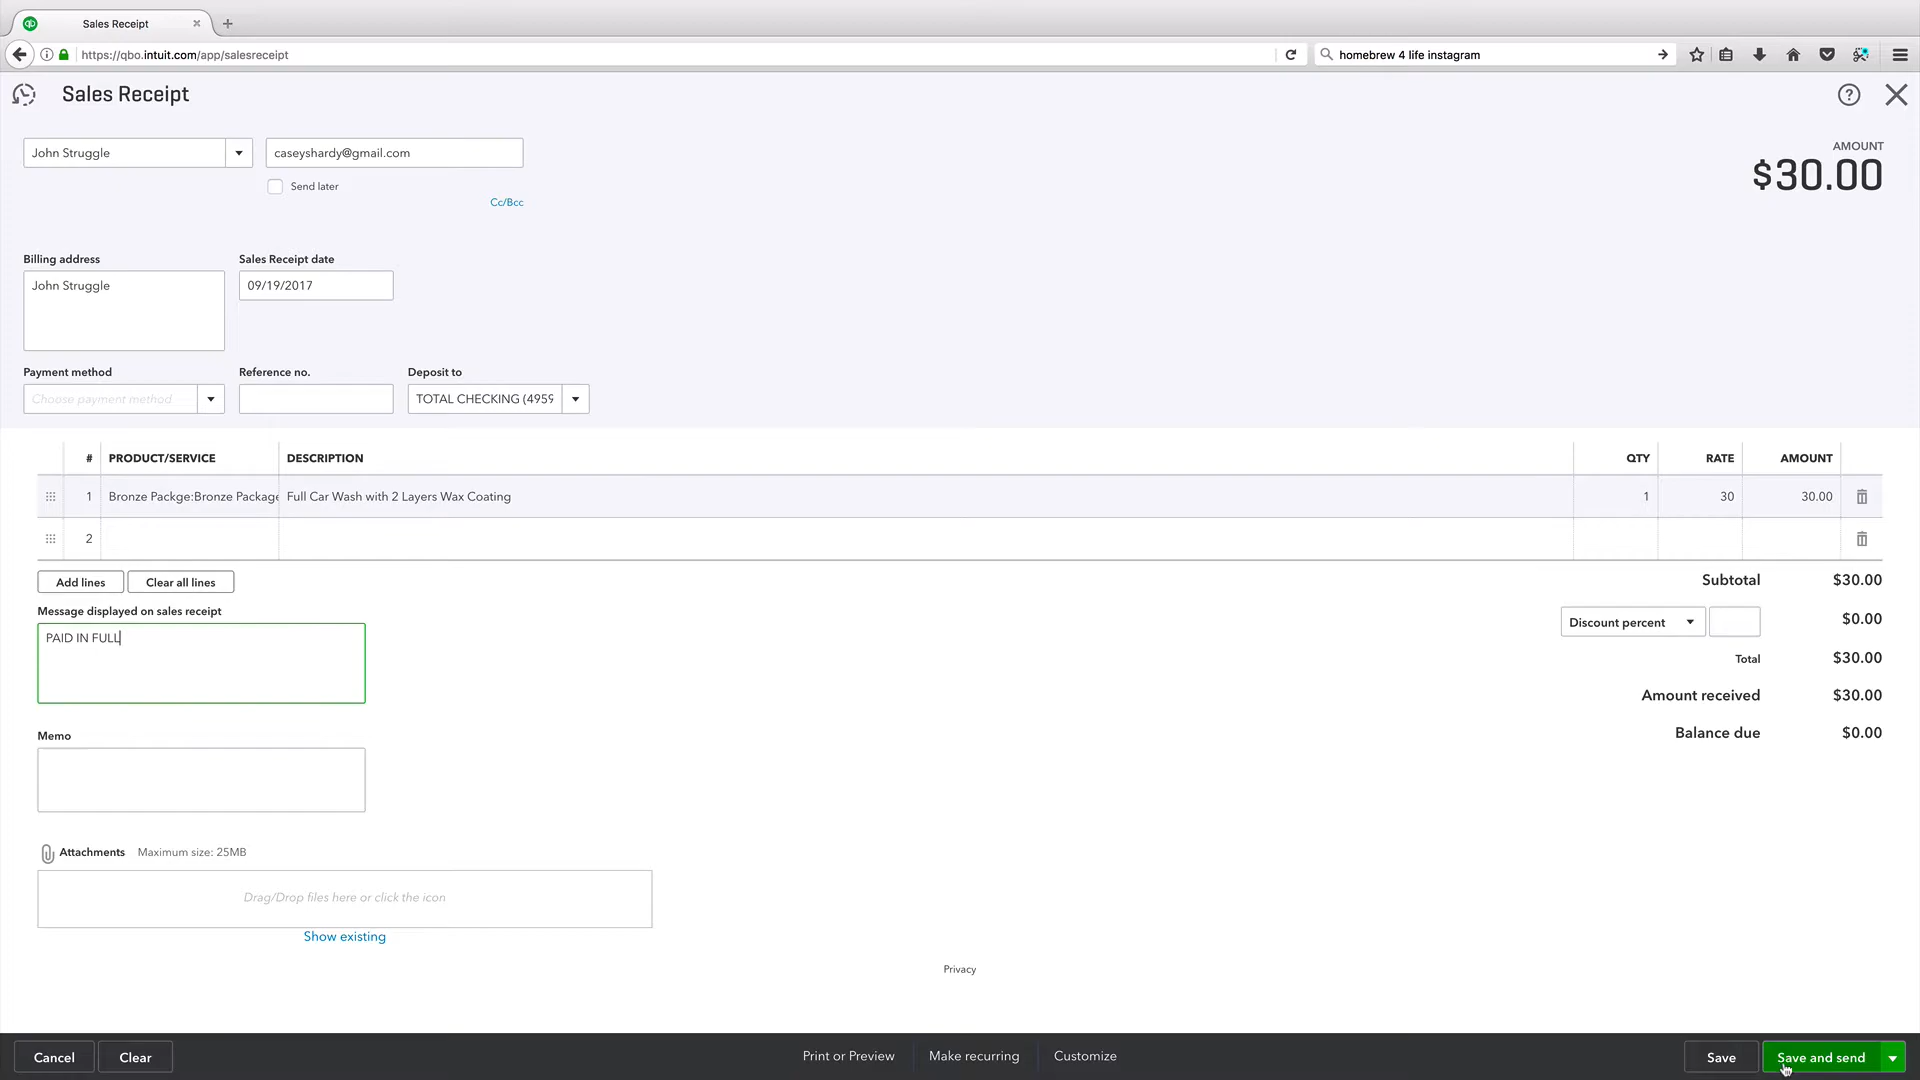 Sales Receipt
https://qbo.intuit.com/app/salesreceipt
homebrew 4 life instagram
Sales Receipt
John Struggle
caseyshardy@gmail.com
AMOUNT
$30.00
Send later
Cc/Bcc
Billing address
Sales Receipt date
John Struggle
09/19/2017
Payment method
Reference no.
Deposit to
Choose payment method
TOTAL CHECKING (4959
# PRODUCT/SERVICE DESCRIPTION QTY RATE AMOUNT
1 Bronze Packge:Bronze Package Full Car Wash with 2 Layers Wax Coating 1 30 30.00
2
Add lines
Clear all lines
Subtotal $30.00
Message displayed on sales receipt
PAID IN FULL
Discount percent $0.00
Total $30.00
Amount received $30.00
Balance due $0.00
Memo
Attachments Maximum size: 25MB
Drag/Drop files here or click the icon
Show existing
Privacy
Cancel Clear Print or Preview Make recurring Customize Save Save and send